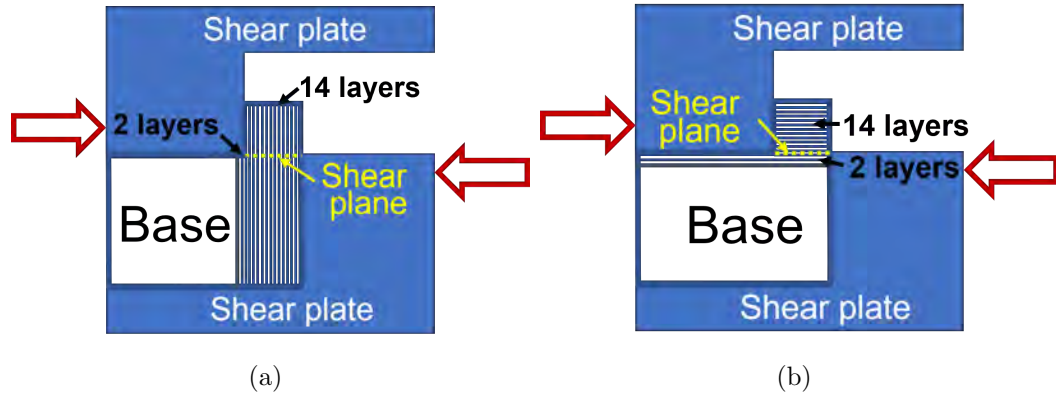 Shear plate
14 layers
2 layers
Shear
plane
Base
Shear plate
(a)
Shear plate
Shear
plane
14 layers
2 layers
Base
Shear plate
(b)